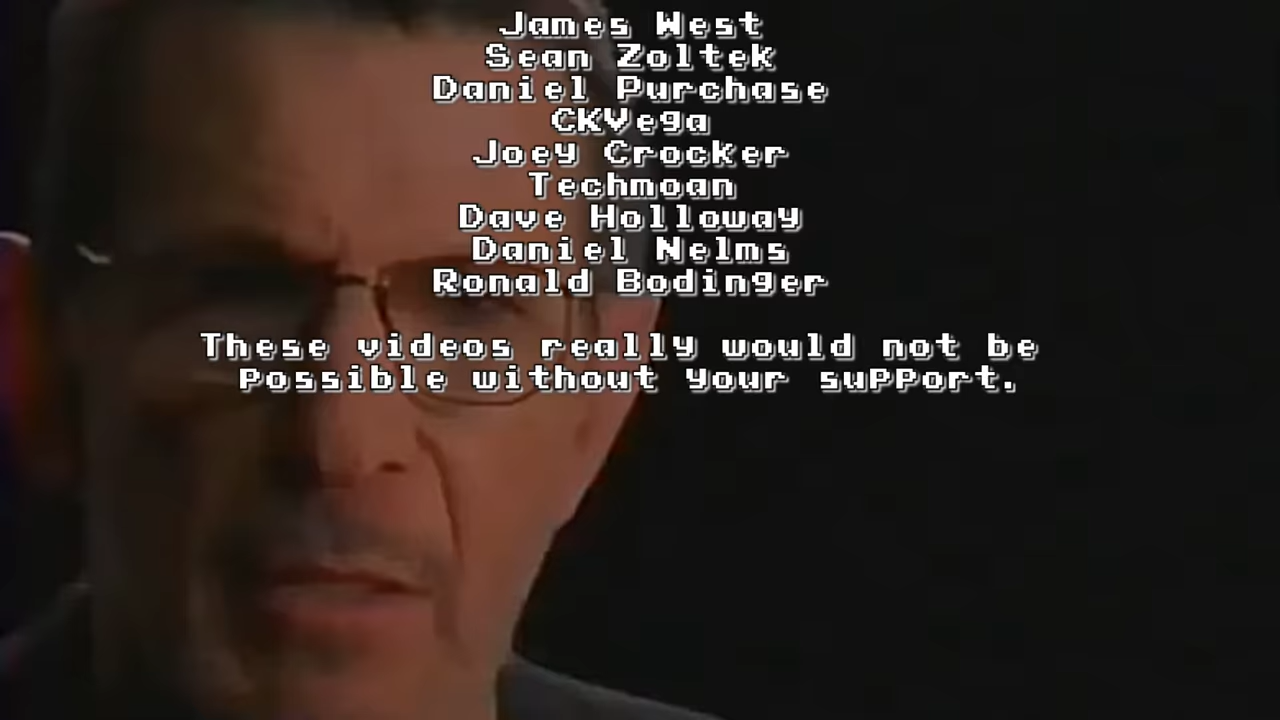 James West
Sean Zoltek
Daniel Purchase
CKVega
Joey Crocker
Techmoan
Dave Holloway
Daniel Nelms
Ronald Bodinger
These videos really would not be
possible without your support.